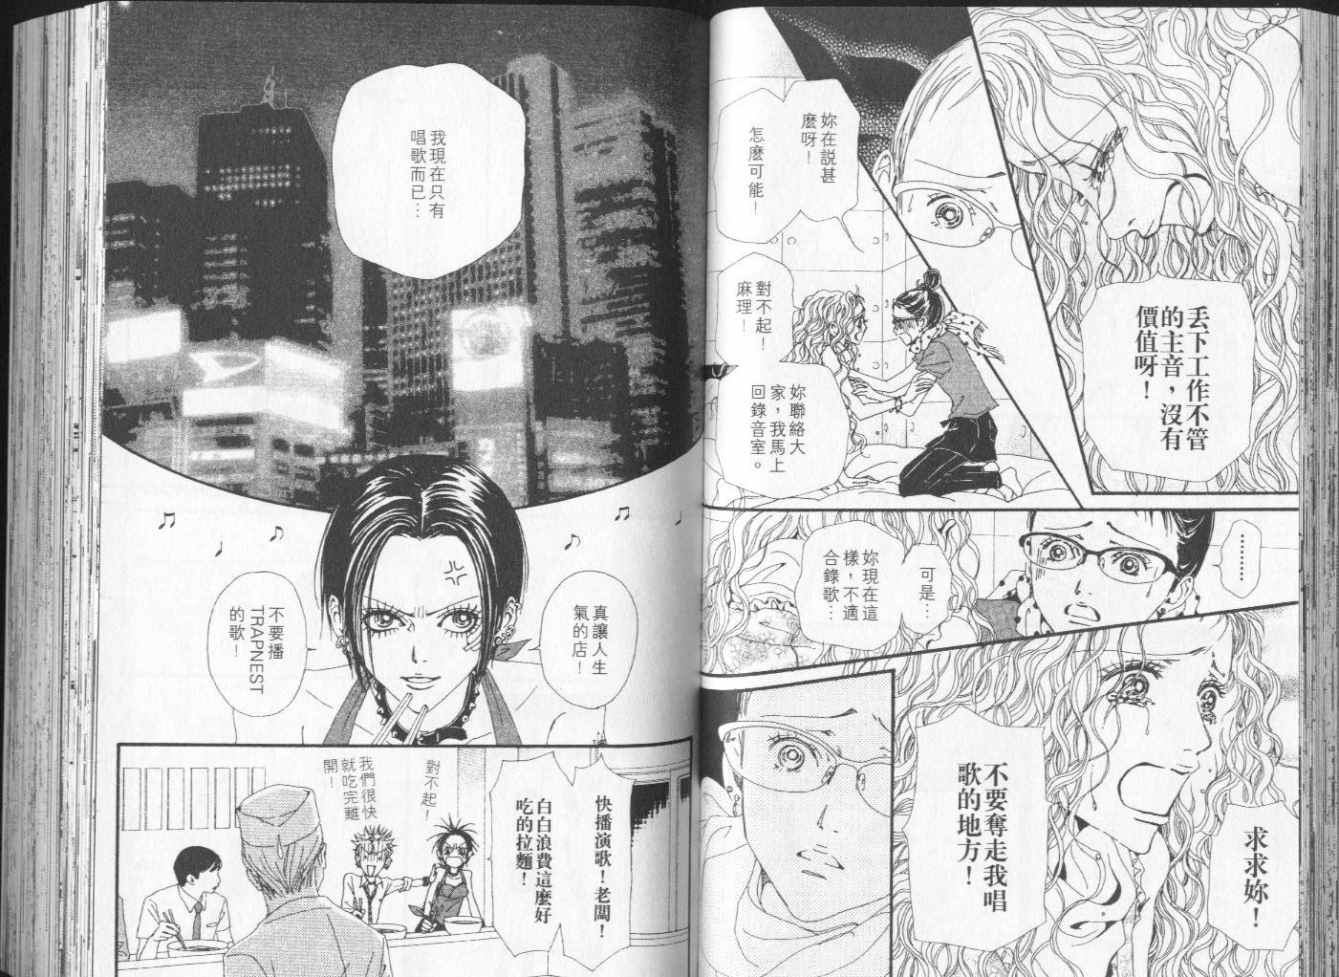 丟下工作不管
的主音，沒有
價值呀！
妳在説甚
麼呀！
怎麼可能！
對不起！
麻理！
妳聯絡大
家，我馬上
回錄音室。
………
可是…
妳現在這
樣，不適
合錄歌…
求求妳！
不要奪走我唱
歌的地方！
我現在只有
唱歌而已…
真讓人生
氣的店！
不要播
TRAPNEST
的歌！
快播演歌！老闆！
白白浪費這麼好
吃的拉麵！
對不起！
我們很快
就吃完離
開！